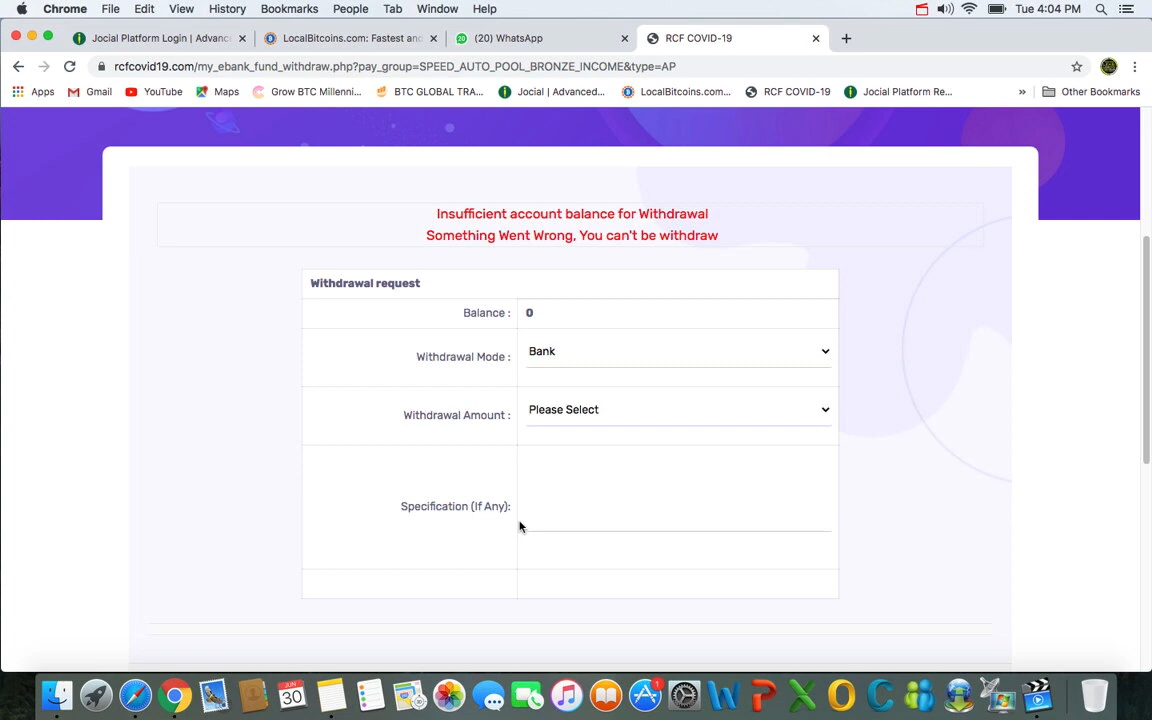 Chrome File Edit View History Bookmarks People Tab Window Help Tue 4:04 PM
Jocial Platform Login | Advanc LocalBitcoins.com: Fastest and (20) WhatsApp RCF COVID-19
rcfcovid19.com/my_ebank_fund_withdraw.php?pay_group=SPEED_AUTO_POOL_BRONZE_INCOME&type=AP
Apps Gmail YouTube Maps Grow BTC Millenni... BTC GLOBAL TRA... Jocial | Advanced... LocalBitcoins.com... RCF COVID-19 Jocial Platform Re... » Other Bookmarks
Insufficient account balance for Withdrawal
Something Went Wrong, You can't be withdraw
Withdrawal request
Balance : 0
Withdrawal Mode : Bank
Withdrawal Amount : Please Select
Specification (If Any):
JUN
30
1